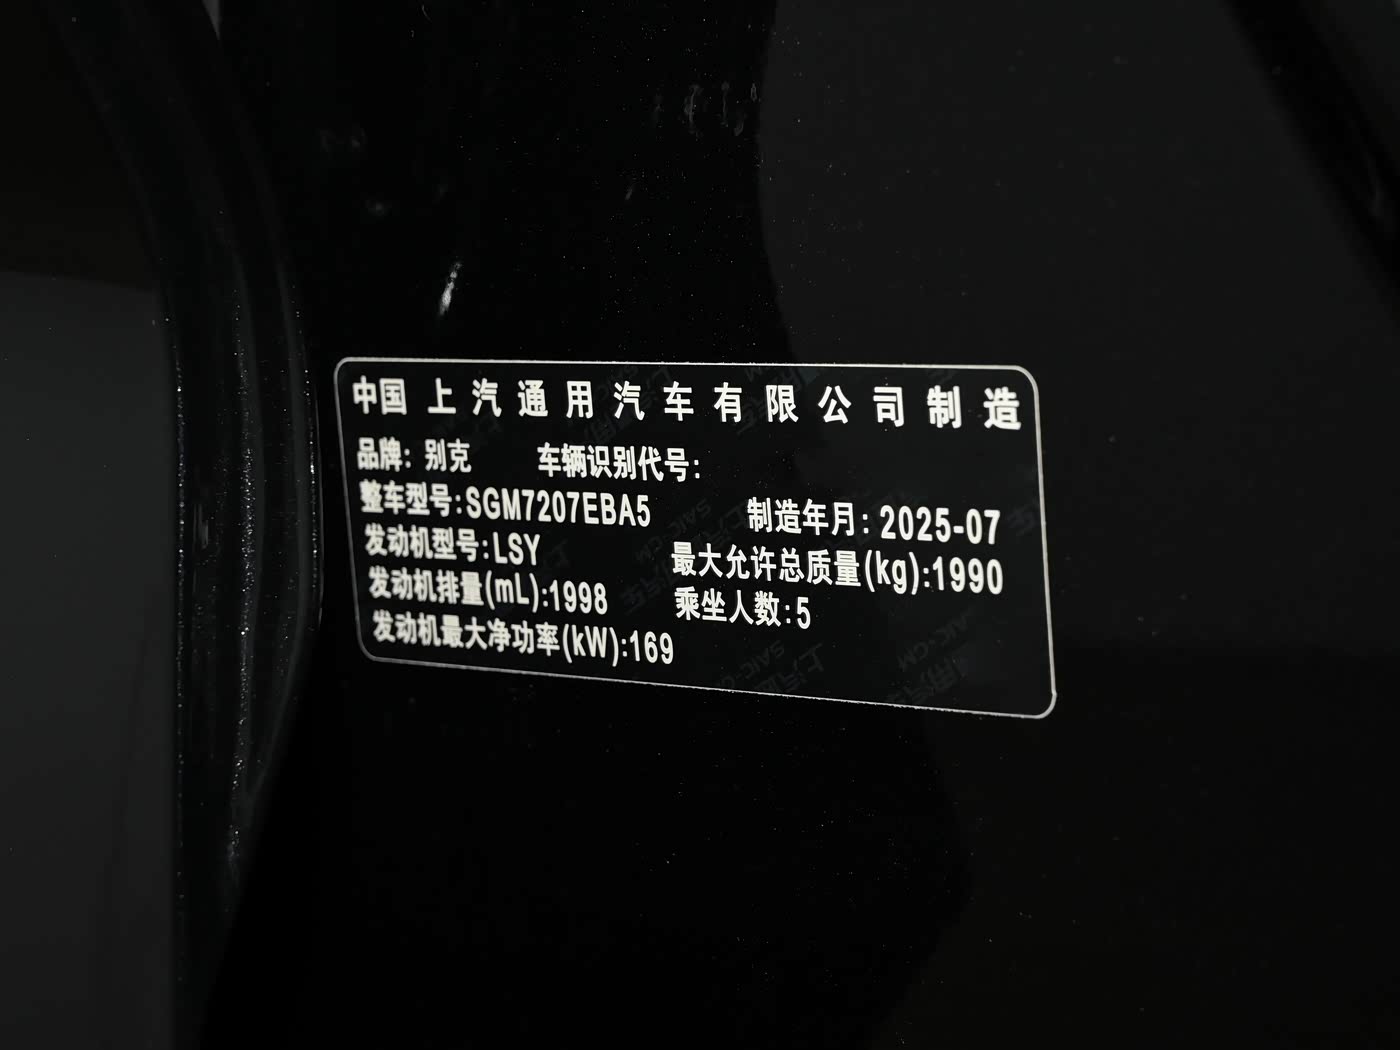 中国 上汽通用汽车有限公司制造
品牌: 别克 车辆识别代号:
整车型号:SGM7207EBA5 制造年月: 2025-07
发动机型号:LSY 最大允许总质量(kg):1990
发动机排量(mL):1998 乘坐人数:5
发动机最大净功率(kW):169